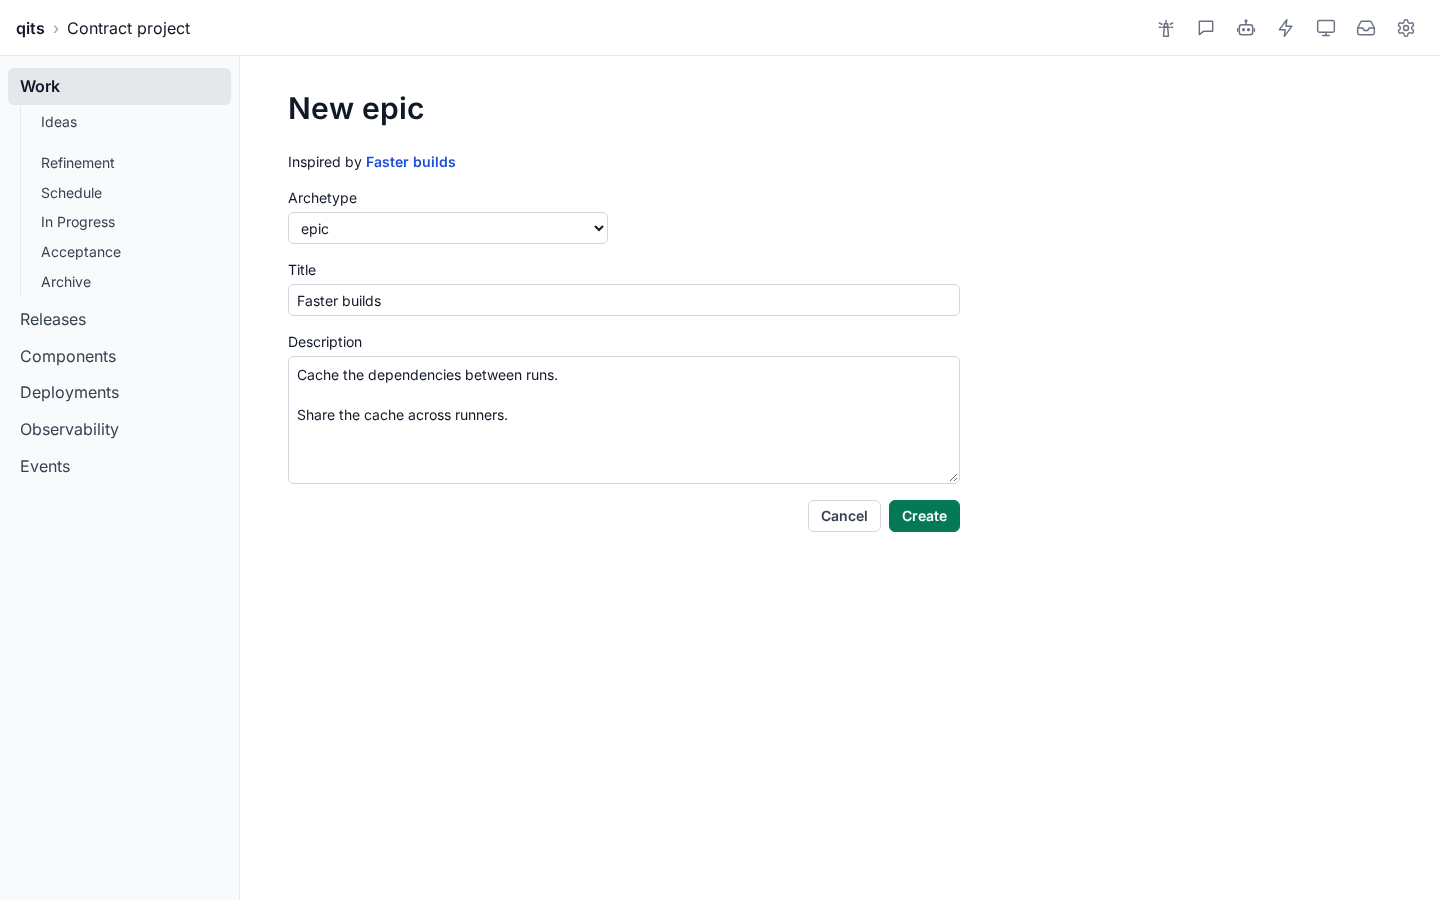 qits › Contract project
Work
Ideas
Refinement
Schedule
In Progress
Acceptance
Archive
Releases
Components
Deployments
Observability
Events
New epic
Inspired by Faster builds
Archetype
epic
Title
Faster builds
Description
Cache the dependencies between runs.
Share the cache across runners.
Cancel
Create